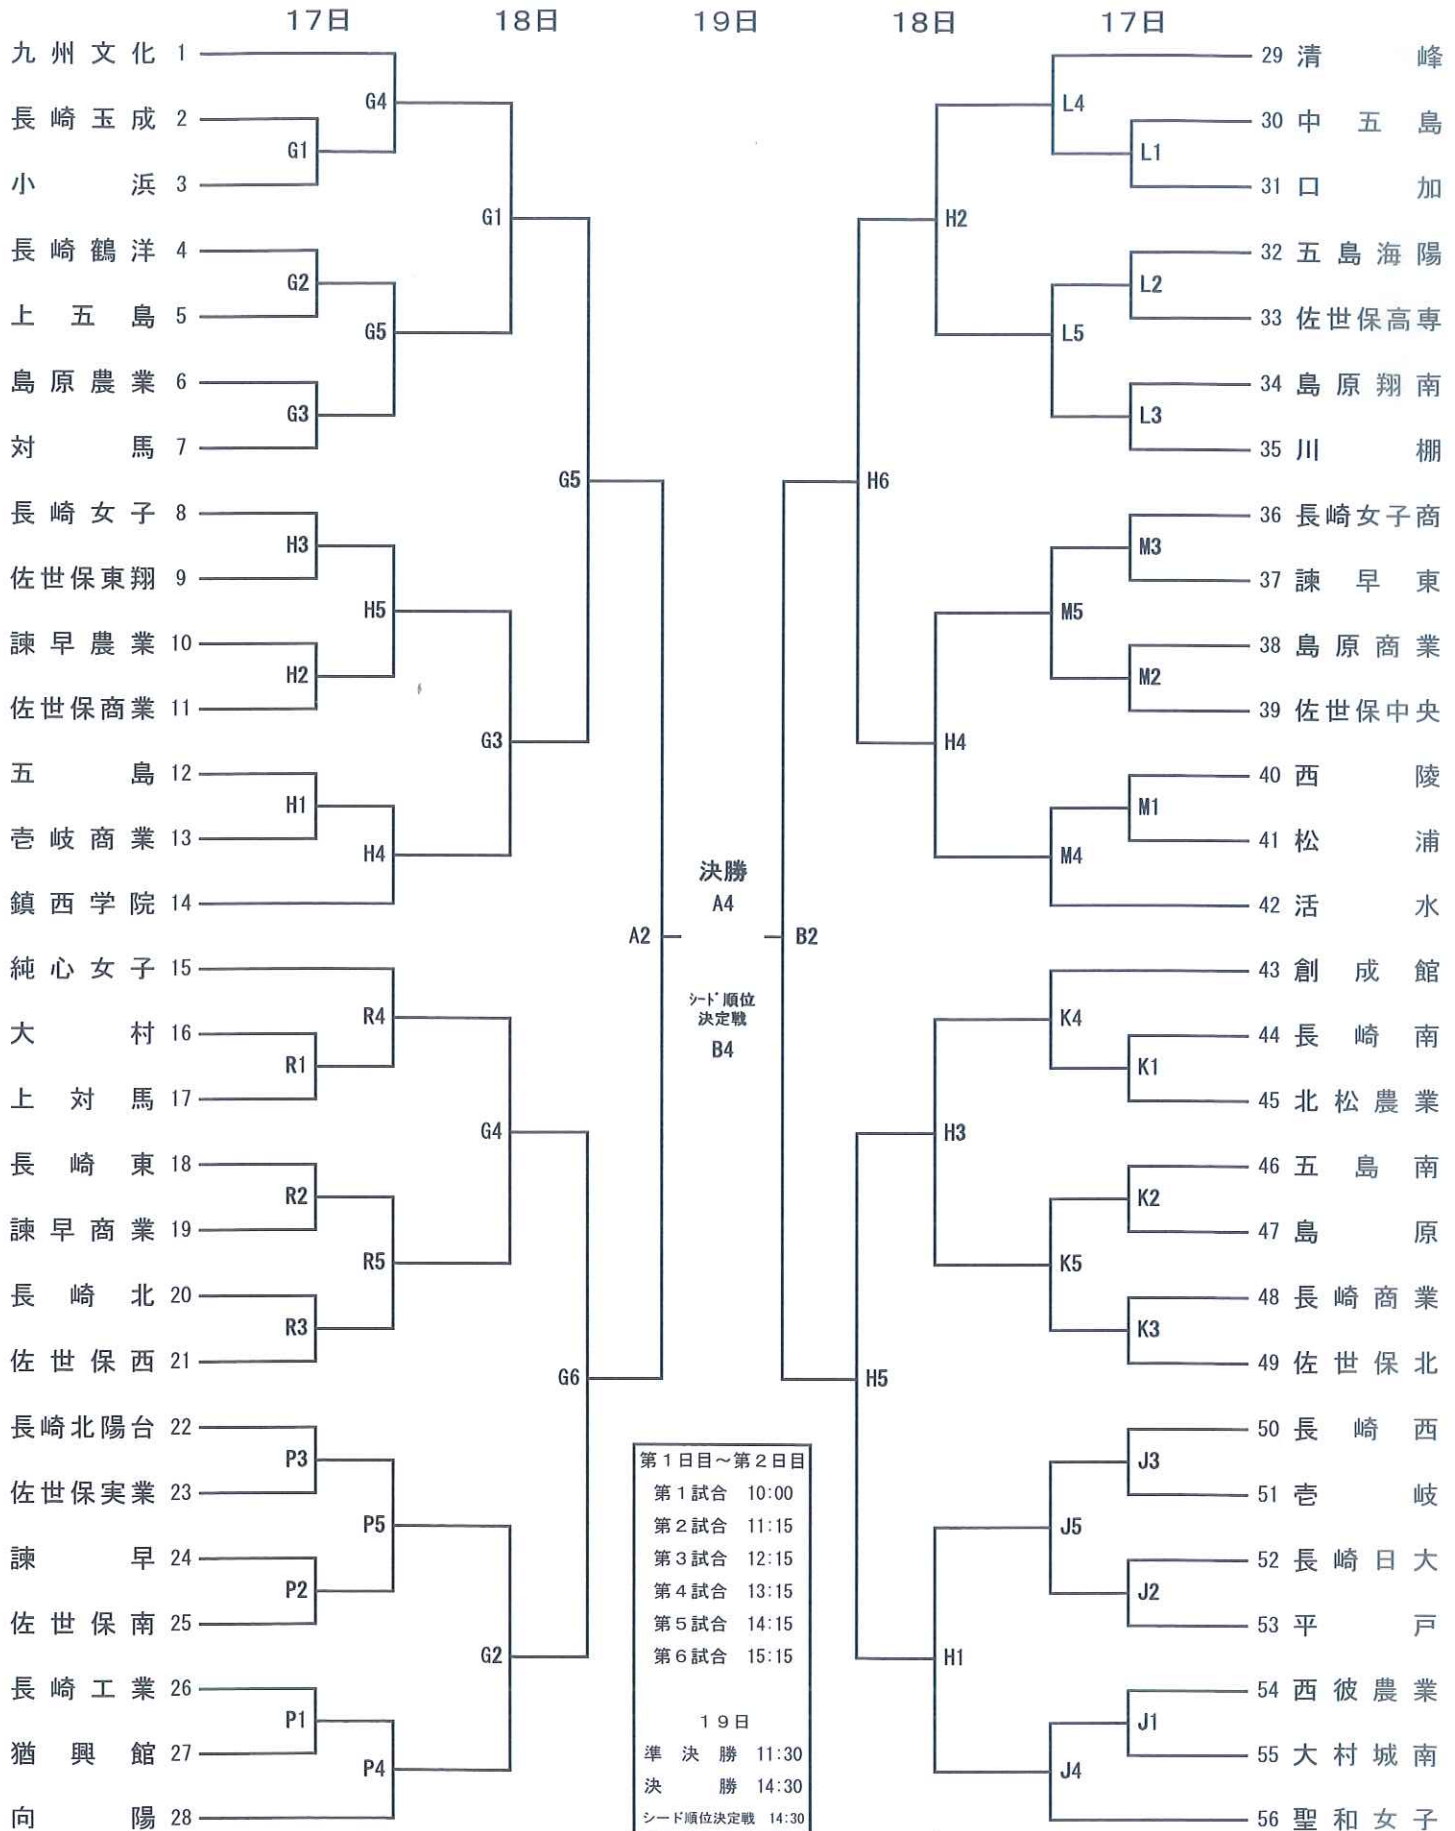 17日 18日 19日 18日 17日
九州文化 1
長崎玉成 2
小浜 3
長崎鶴洋 4
上五島 5
島原農業 6
対馬 7
長崎女子 8
佐世保東翔 9
諫早農業 10
佐世保商業 11
五島 12
壱岐商業 13
鎮西学院 14
純心女子 15
大村 16
上対馬 17
長崎東 18
諫早商業 19
長崎北 20
佐世保西 21
長崎北陽台 22
佐世保実業 23
諫早 24
佐世保南 25
長崎工業 26
猶興館 27
向陽 28
G4
G1
G2
G5
G3
H3
H5
H2
H1
H4
R4
R1
R2
R5
R3
P3
P5
P2
P1
P4
G1
G3
G4
G2
G5
G6
A2
決勝
A4
シード順位
決定戦
B4
B2
第1日目～第2日目
第1試合 10:00
第2試合 11:15
第3試合 12:15
第4試合 13:15
第5試合 14:15
第6試合 15:15
19日
準決勝 11:30
決勝 14:30
シード順位決定戦 14:30
H6
H5
H2
H4
H3
H1
L4
L1
L2
L5
L3
M3
M5
M2
M1
M4
K4
K1
K2
K5
K3
J3
J5
J2
J1
J4
29 清峰
30 中五島
31 口加
32 五島海陽
33 佐世保高専
34 島原翔南
35 川棚
36 長崎女子商
37 諫早東
38 島原商業
39 佐世保中央
40 西陵
41 松浦
42 活水
43 創成館
44 長崎南
45 北松農業
46 五島南
47 島原
48 長崎商業
49 佐世保北
50 長崎西
51 壱岐
52 長崎日大
53 平戸
54 西彼農業
55 大村城南
56 聖和女子